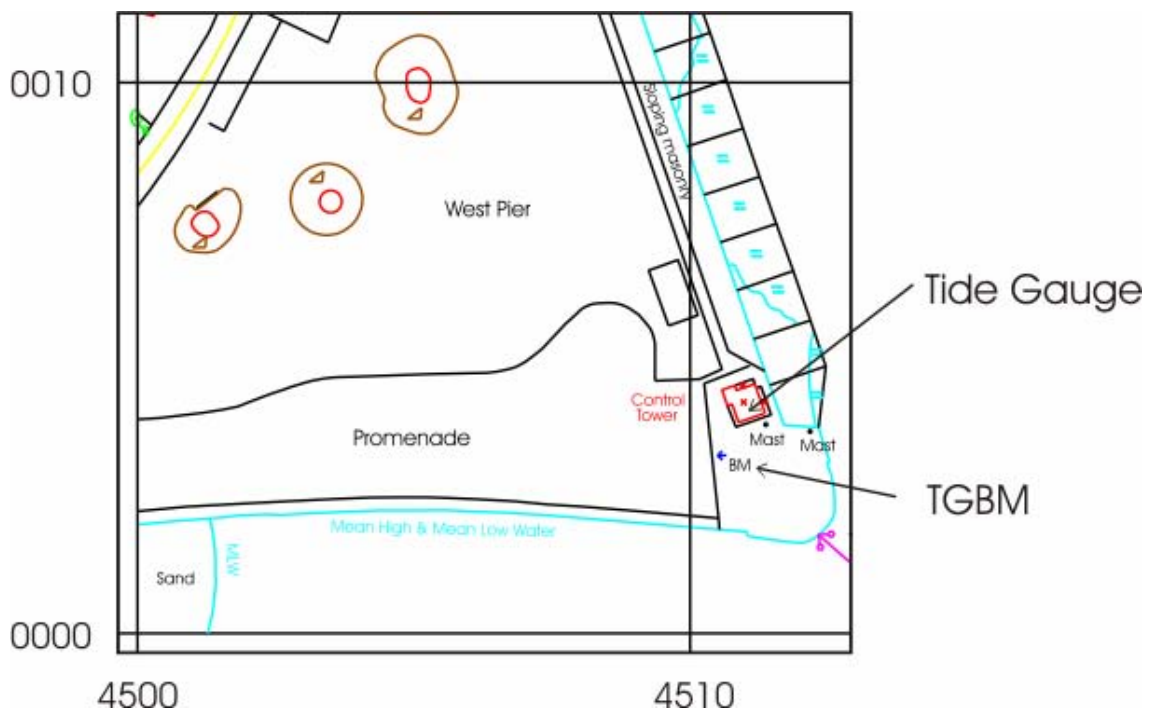 0010
Sloping masonry
West Pier
Tide Gauge
Control
Tower
Promenade
Mast
Mast
BM
TGBM
Mean High & Mean Low Water
MLW
Sand
0000
4500
4510